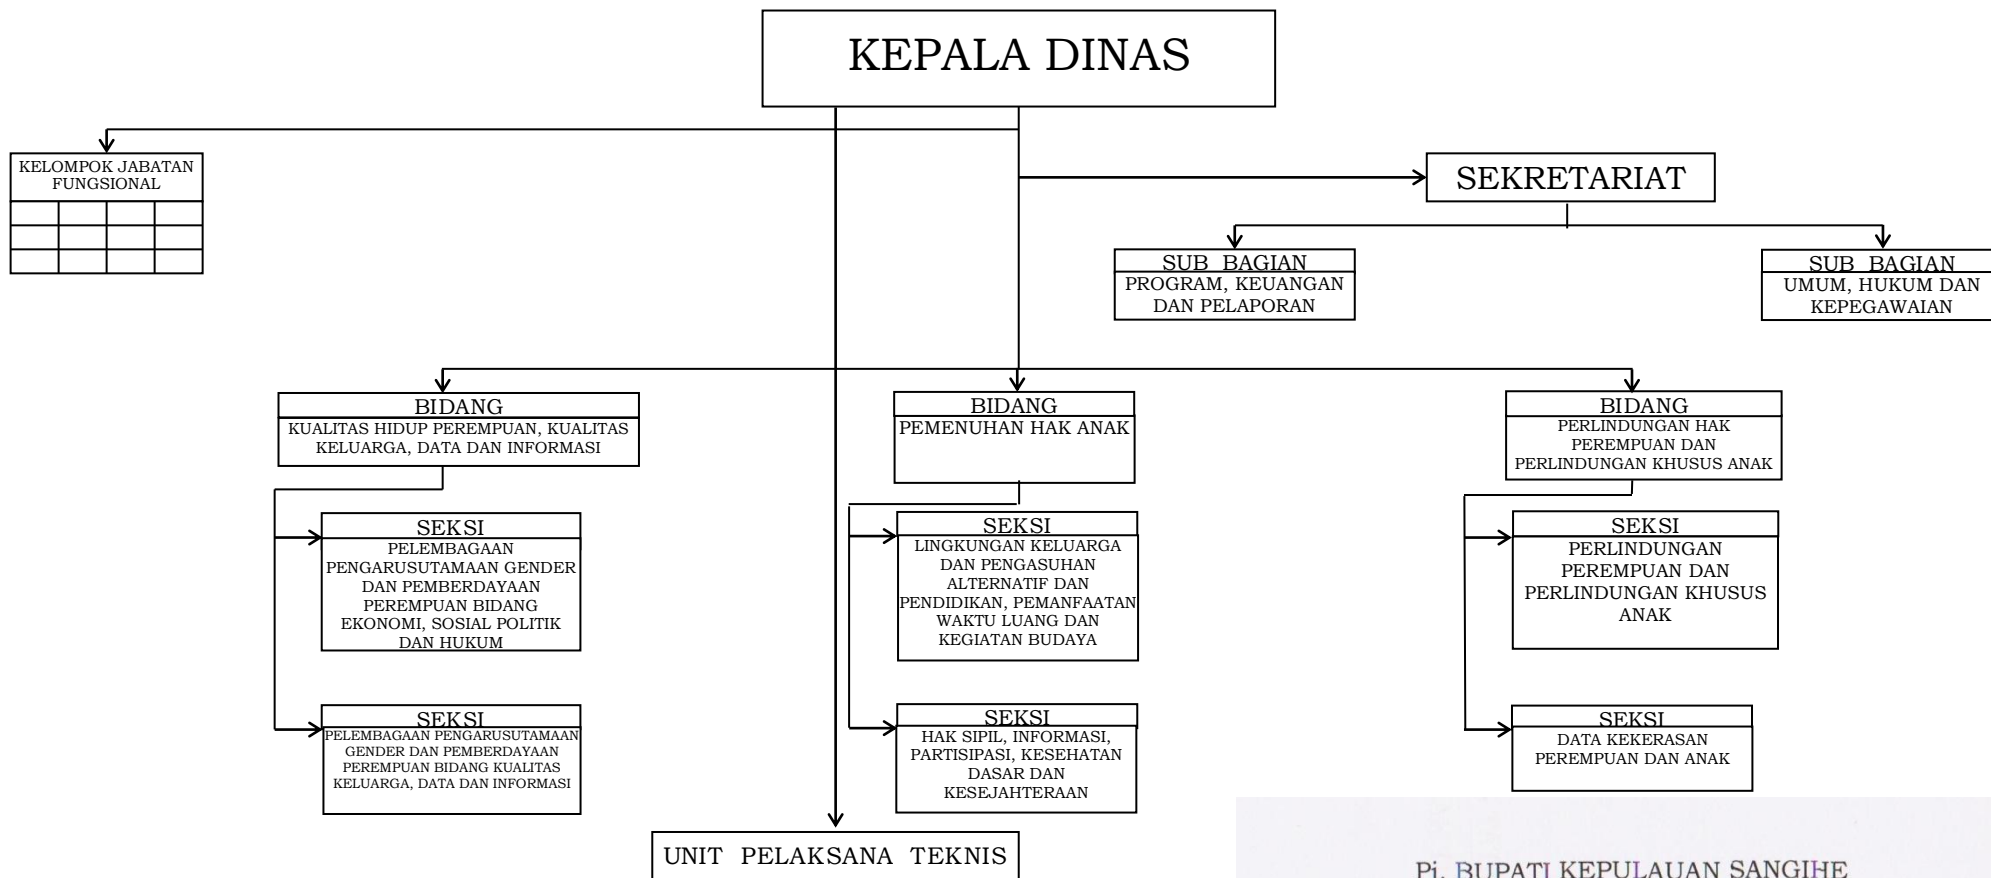 KEPALA DINAS
KELOMPOK JABATAN
FUNGSIONAL
SEKRETARIAT
SUB BAGIAN
PROGRAM, KEUANGAN
DAN PELAPORAN
SUB BAGIAN
UMUM, HUKUM DAN
KEPEGAWAIAN
BIDANG
KUALITAS HIDUP PEREMPUAN, KUALITAS
KELUARGA, DATA DAN INFORMASI
BIDANG
PEMENUHAN HAK ANAK
BIDANG
PERLINDUNGAN HAK
PEREMPUAN DAN
PERLINDUNGAN KHUSUS ANAK
SEKSI
PELEMBAGAAN
PENGARUSUTAMAAN GENDER
DAN PEMBERDAYAAN
PEREMPUAN BIDANG
EKONOMI, SOSIAL POLITIK
DAN HUKUM
SEKSI
LINGKUNGAN KELUARGA
DAN PENGASUHAN
ALTERNATIF DAN
PENDIDIKAN, PEMANFAATAN
WAKTU LUANG DAN
KEGIATAN BUDAYA
SEKSI
PERLINDUNGAN
PEREMPUAN DAN
PERLINDUNGAN KHUSUS
ANAK
SEKSI
PELEMBAGAAN PENGARUSUTAMAAN
GENDER DAN PEMBERDAYAAN
PEREMPUAN BIDANG KUALITAS
KELUARGA, DATA DAN INFORMASI
SEKSI
HAK SIPIL, INFORMASI,
PARTISIPASI, KESEHATAN
DASAR DAN
KESEJAHTERAAN
SEKSI
DATA KEKERASAN
PEREMPUAN DAN ANAK
UNIT PELAKSANA TEKNIS
Pj. BUPATI KEPULAUAN SANGIHE